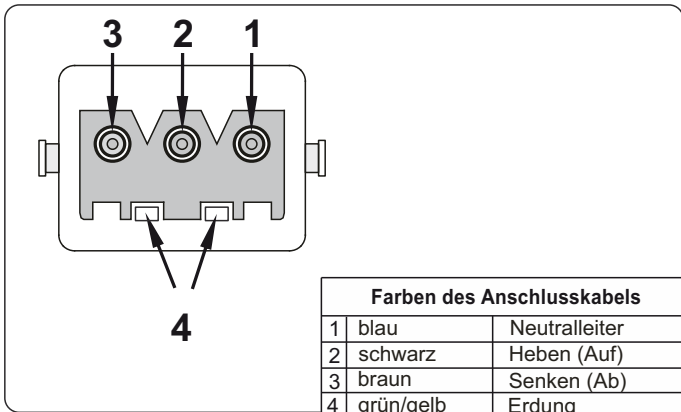 3 2 1
4
Farben des Anschlusskabels
1 blau Neutralleiter
2 schwarz Heben (Auf)
3 braun Senken (Ab)
4 grün/gelb Erdung